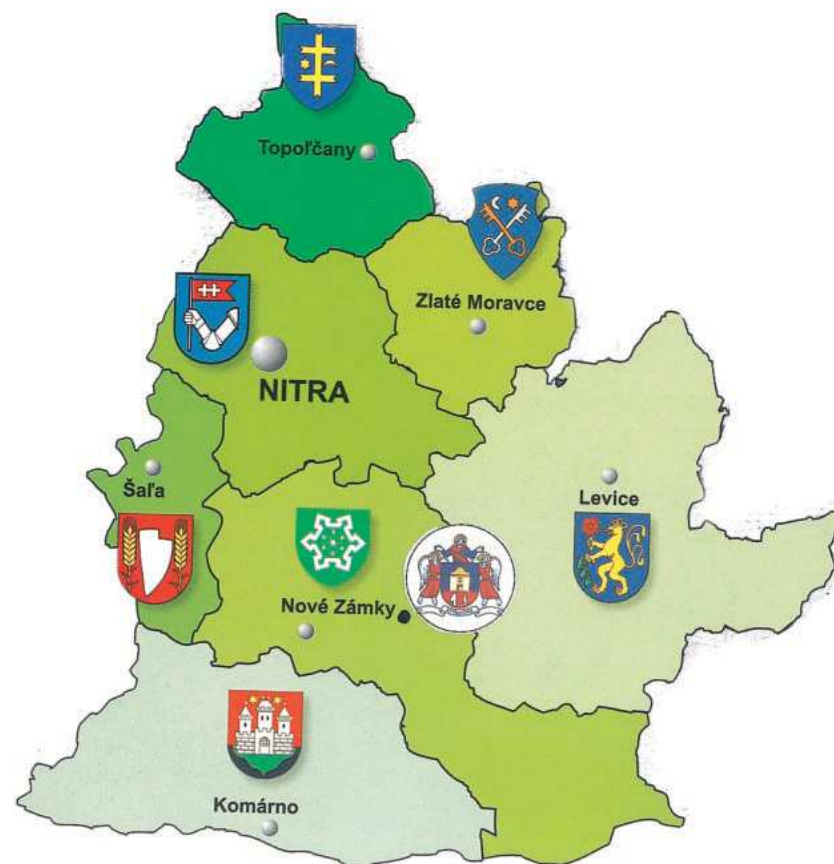 Topoľčany
Zlaté Moravce
NITRA
Šaľa
Levice
Nové Zámky
Komárno